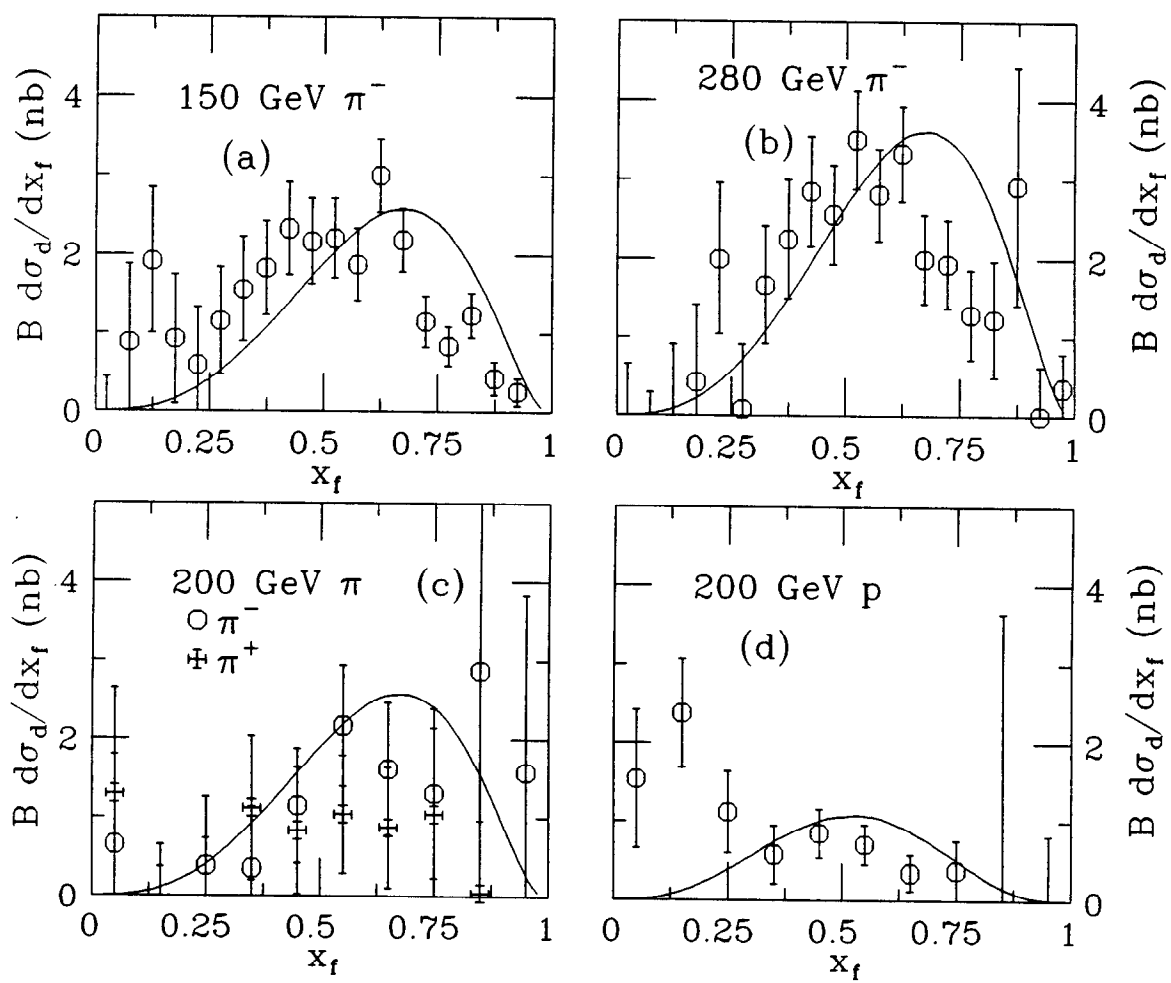 150 GeV π⁻
(a)
B dσ_d/dx_f (nb)
4
2
0
0 0.25 0.5 0.75 1
x_f
280 GeV π⁻
(b)
B dσ_d/dx_f (nb)
4
2
0
0 0.25 0.5 0.75 1
x_f
200 GeV π (c)
π⁻
π⁺
B dσ_d/dx_f (nb)
4
2
0
0 0.25 0.5 0.75 1
x_f
200 GeV p
(d)
B dσ_d/dx_f (nb)
4
2
0
0 0.25 0.5 0.75 1
x_f